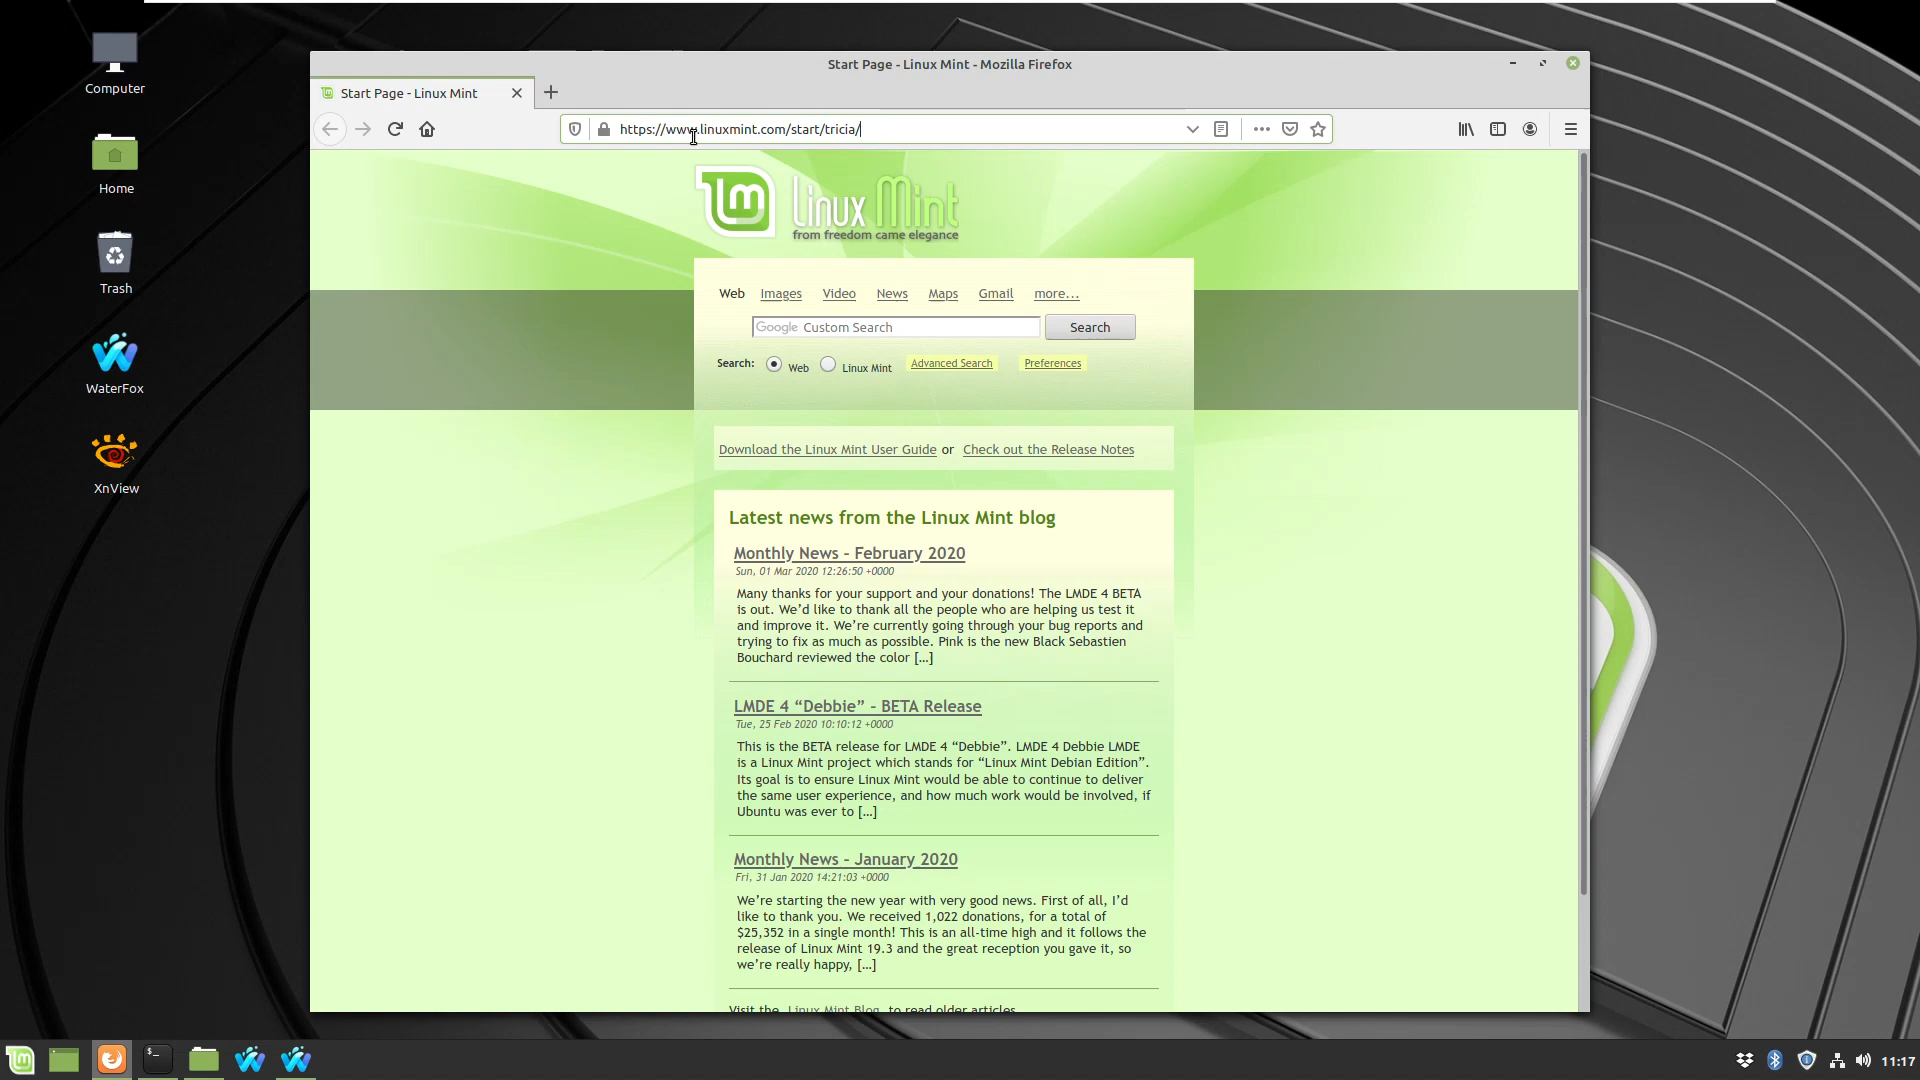 Computer
Home
Trash
WaterFox
XnView
Start Page - Linux Mint - Mozilla Firefox
Start Page - Linux Mint
https://www.linuxmint.com/start/tricia/
Linux Mint
from freedom came elegance
Web Images Video News Maps Gmail more...
Google Custom Search Search
Search: Web Linux Mint Advanced Search Preferences
Download the Linux Mint User Guide or Check out the Release Notes
Latest news from the Linux Mint blog
Monthly News – February 2020
Sun, 01 Mar 2020 12:26:50 +0000
Many thanks for your support and your donations! The LMDE 4 BETA
is out. We’d like to thank all the people who are helping us test it
and improve it. We’re currently going through your bug reports and
trying to fix as much as possible. Pink is the new Black Sebastien
Bouchard reviewed the color […]
LMDE 4 “Debbie” – BETA Release
Tue, 25 Feb 2020 10:10:12 +0000
This is the BETA release for LMDE 4 “Debbie”. LMDE 4 Debbie LMDE
is a Linux Mint project which stands for “Linux Mint Debian Edition”.
Its goal is to ensure Linux Mint would be able to continue to deliver
the same user experience, and how much work would be involved, if
Ubuntu was ever to […]
Monthly News – January 2020
Fri, 31 Jan 2020 14:21:03 +0000
We’re starting the new year with very good news. First of all, I’d
like to thank you. We received 1,022 donations, for a total of
$25,352 in a single month! This is an all-time high and it follows the
release of Linux Mint 19.3 and the great reception you gave it, so
we’re really happy, […]
Visit the Linux Mint Blog to read older articles
11:17